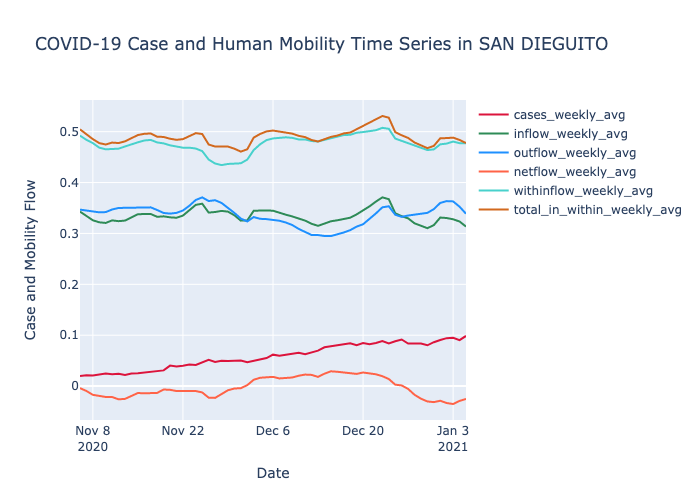 COVID-19 Case and Human Mobility Time Series in SAN DIEGUITO
cases_weekly_avg
inflow_weekly_avg
outflow_weekly_avg
netflow_weekly_avg
withinflow_weekly_avg
total_in_within_weekly_avg
Case and Mobility Flow
0.5
0.4
0.3
0.2
0.1
0
Nov 8
2020
Nov 22
Dec 6
Dec 20
Jan 3
2021
Date